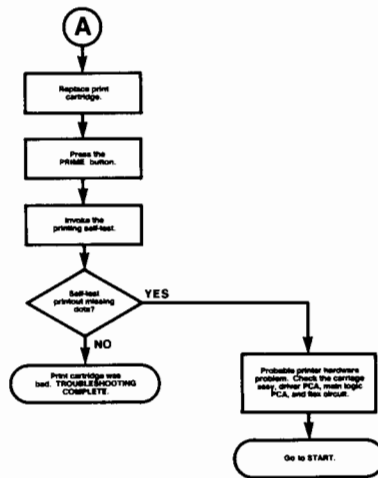 A
Replace print
cartridge.
Press the
PRIME button.
Invoke the
printing self-test.
Self-test
printout missing
dots?
YES
NO
Print cartridge was
bad. TROUBLESHOOTING
COMPLETE.
Probable printer hardware
problem. Check the carriage
assy, driver PCA, main logic
PCA, and flex circuit.
Go to START.